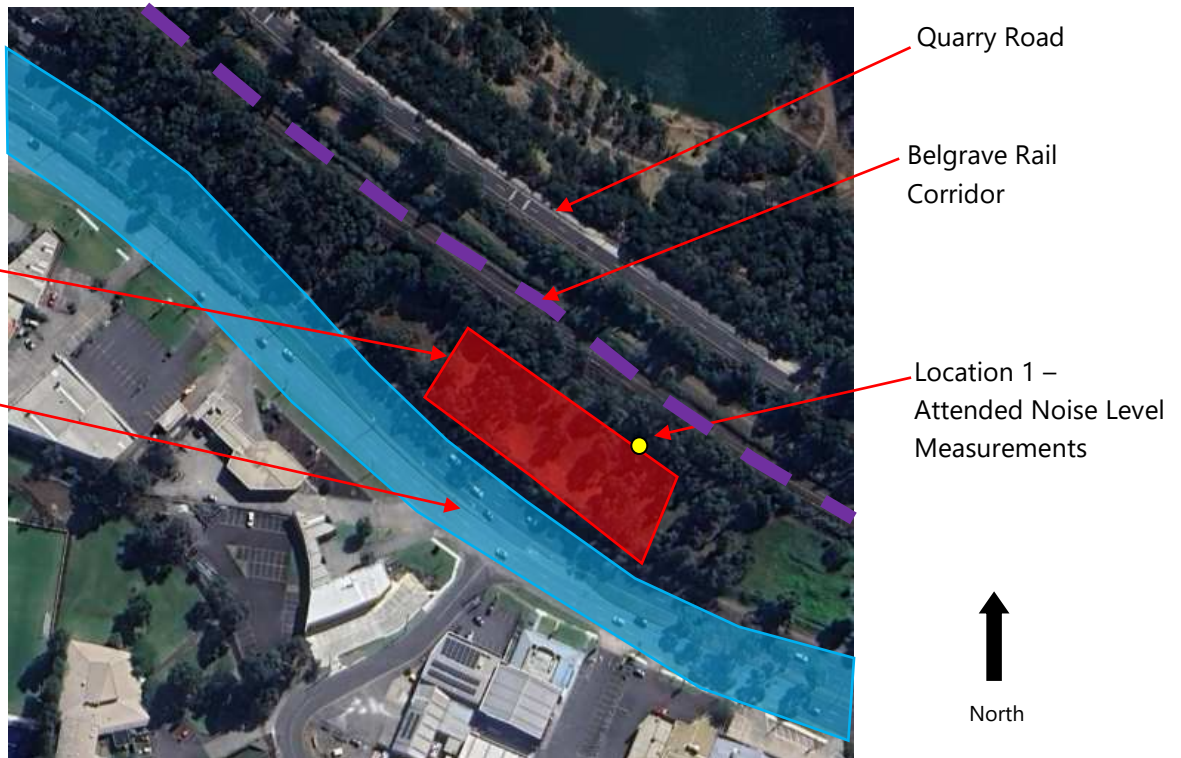 Quarry Road
Belgrave Rail
Corridor
Location 1 –
Attended Noise Level
Measurements
North